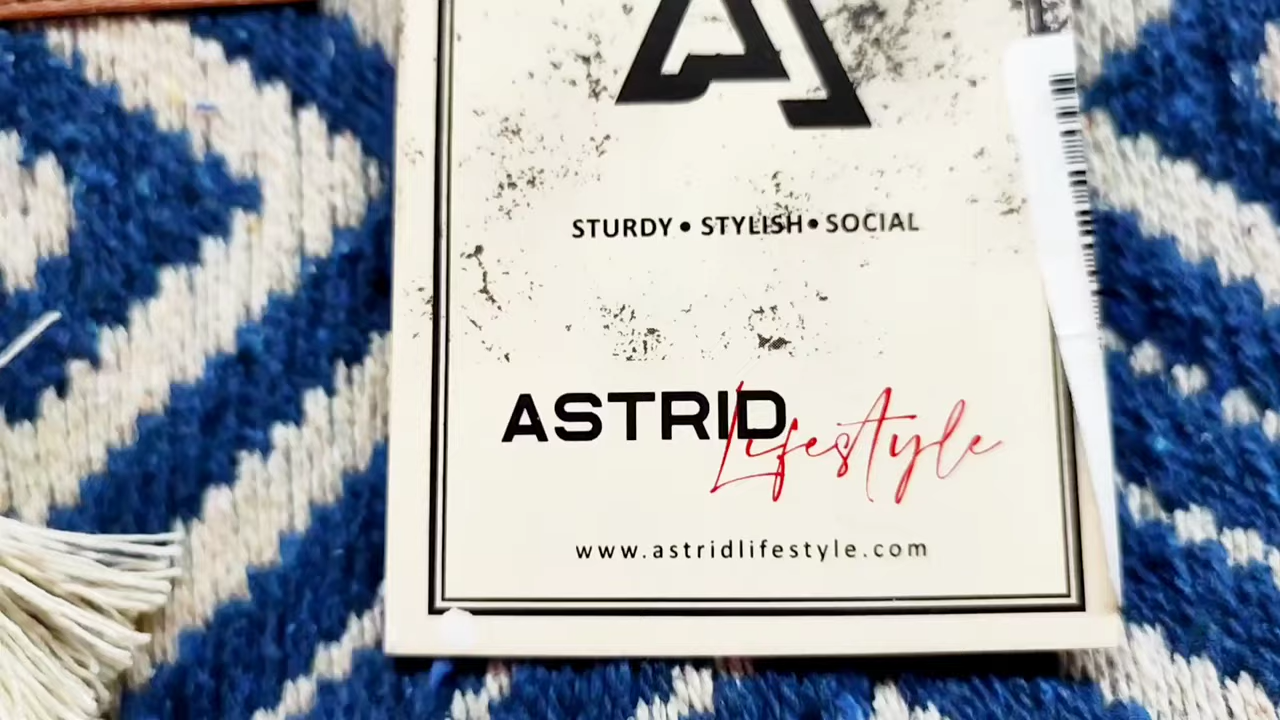 A
STURDY • STYLISH • SOCIAL
ASTRID Lifestyle
www.astridlifestyle.com